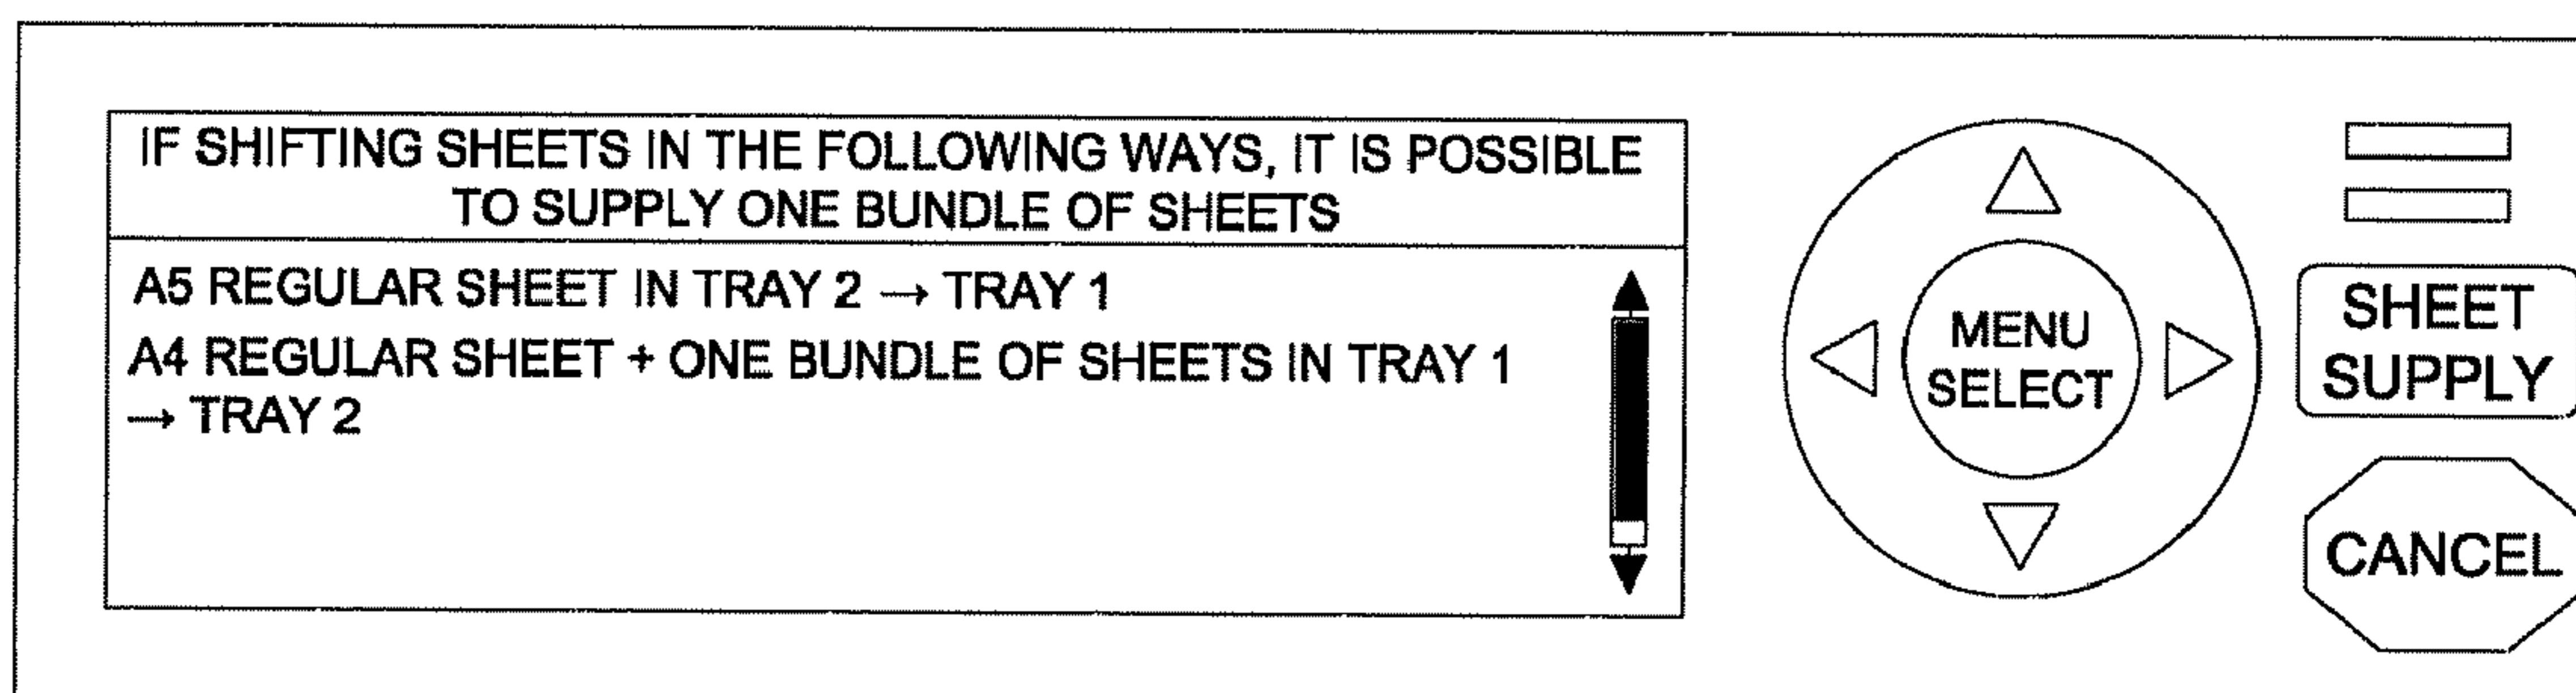 IF SHIFTING SHEETS IN THE FOLLOWING WAYS, IT IS POSSIBLE
TO SUPPLY ONE BUNDLE OF SHEETS
A5 REGULAR SHEET IN TRAY 2 → TRAY 1
A4 REGULAR SHEET + ONE BUNDLE OF SHEETS IN TRAY 1
→ TRAY 2
MENU
SELECT
SHEET
SUPPLY
CANCEL